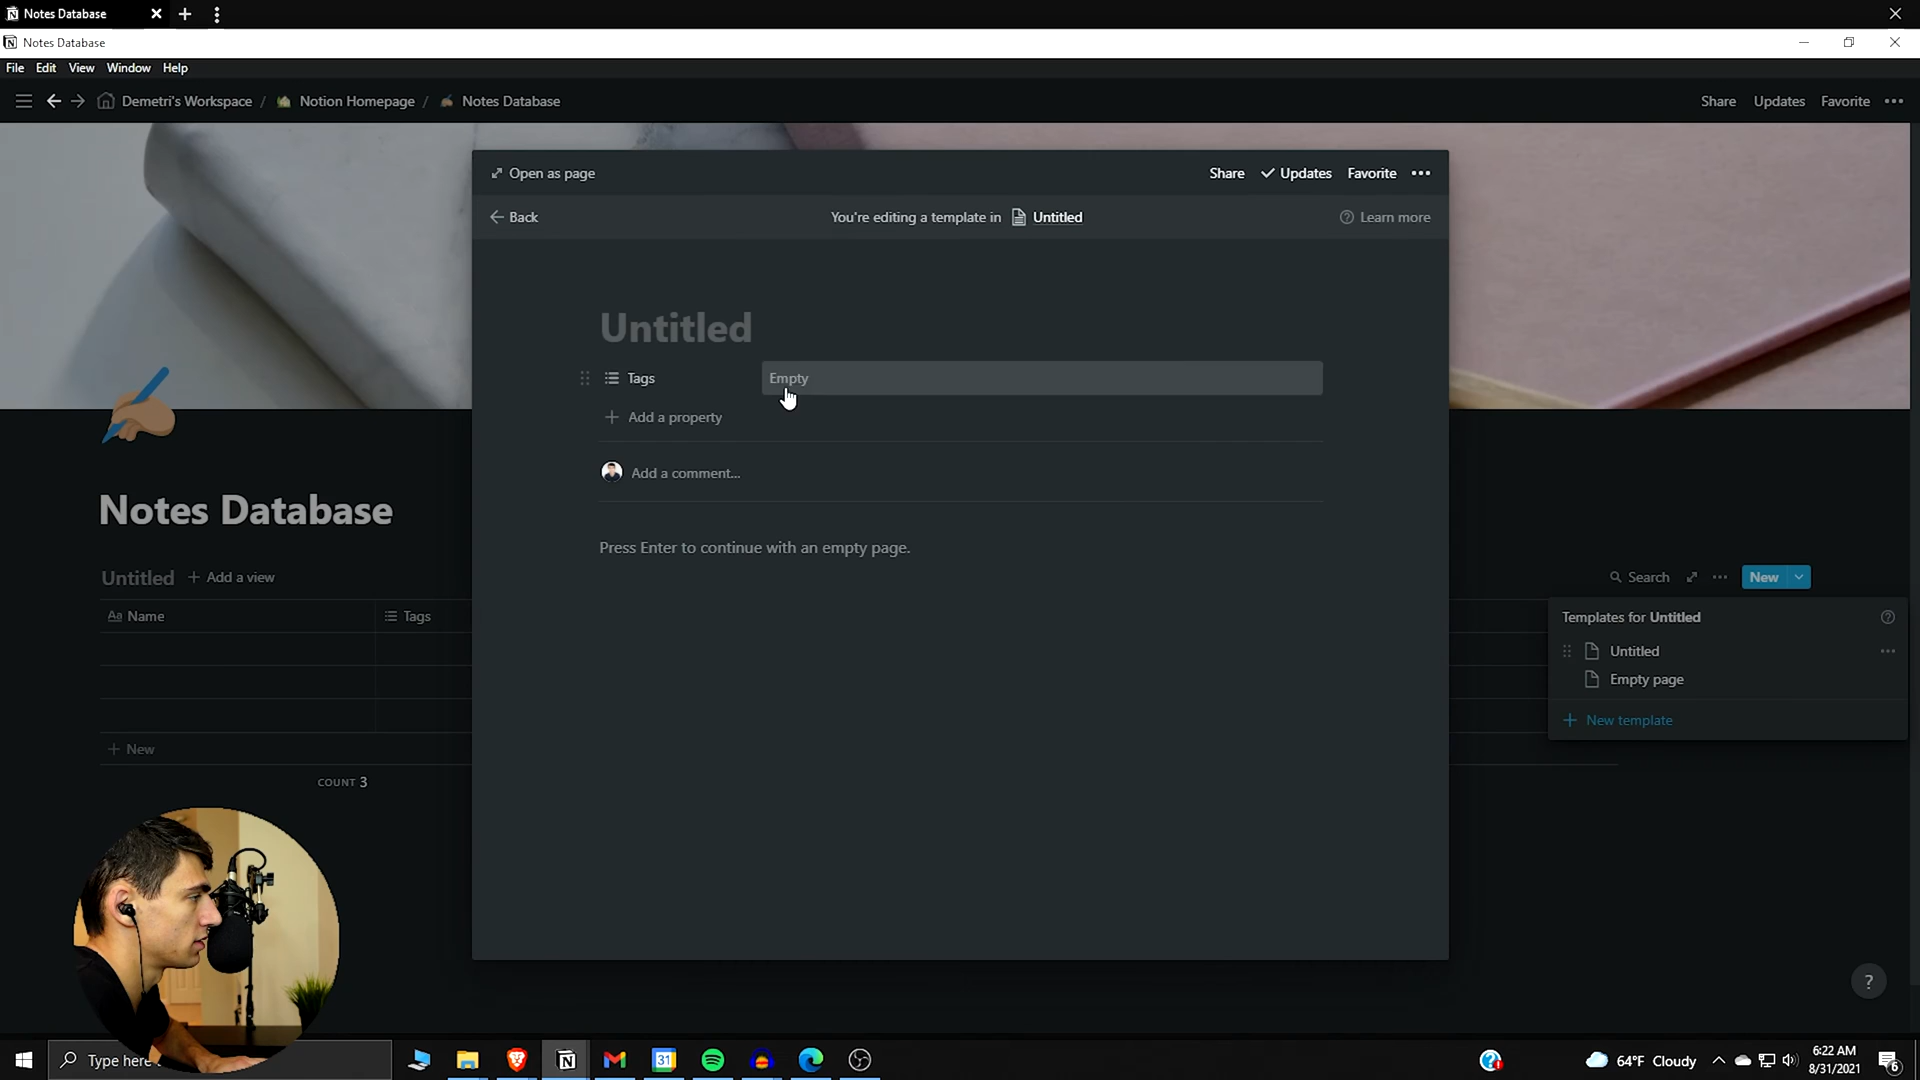 Notes Database
Notes Database
File Edit View Window Help
Demetri's Workspace / Notion Homepage / Notes Database
Share Updates Favorite
Open as page
Share Updates Favorite
Back
You're editing a template in Untitled
Learn more
Untitled
Tags Empty
Add a property
Add a comment...
Press Enter to continue with an empty page.
Notes Database
Untitled + Add a view
Search New
Aa Name Tags
+ New
COUNT 3
Templates for Untitled
Untitled
Empty page
+ New template
?
Type here
31
64°F Cloudy
6:22 AM
8/31/2021
6